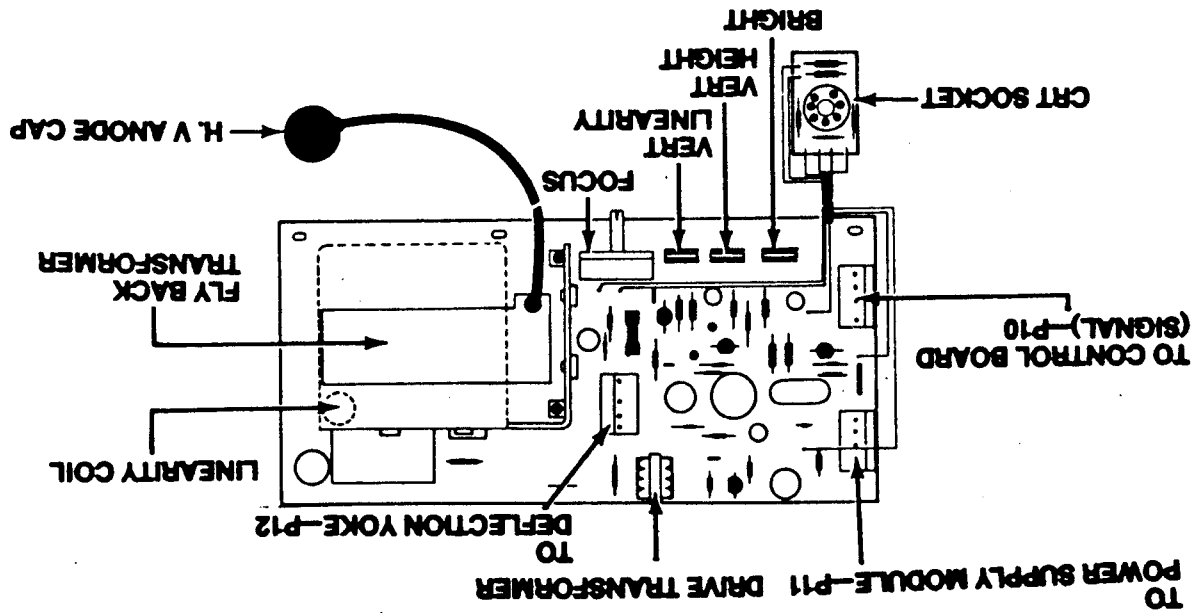 TO
POWER SUPPLY MODULE–P11
DRIVE TRANSFORMER
TO
DEFLECTION YOKE–P12
LINEARITY COIL
TO CONTROL BOARD
(SIGNAL)–P10
FLY BACK
TRANSFORMER
FOCUS
VERT
LINEARITY
VERT
HEIGHT
BRIGHT
CRT SOCKET
H. V ANODE CAP